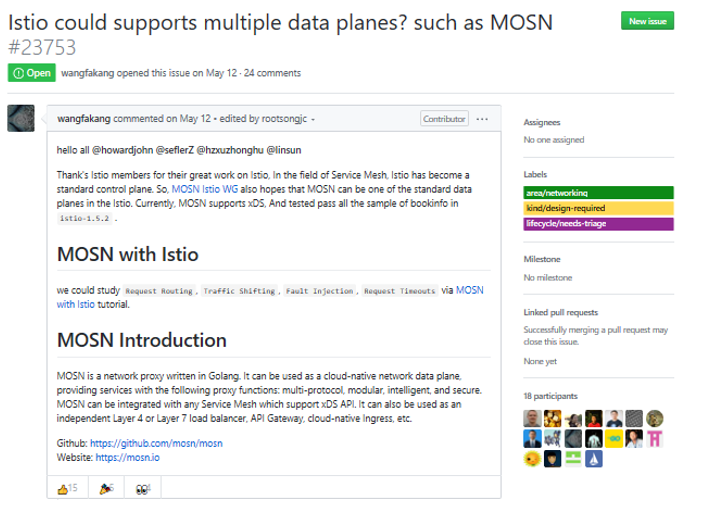 Istio could supports multiple data planes? such as MOSN
#23753
New issue
Open
wangfakang opened this issue on May 12 · 24 comments
wangfakang commented on May 12 • edited by rootsongjc
Contributor
hello all @howardjohn @seflerZ @hzxuzhonghu @linsun
Thank's Istio members for their great work on Istio, In the field of Service Mesh, Istio has become a
standard control plane. So, MOSN Istio WG also hopes that MOSN can be one of the standard data
planes in the Istio. Currently, MOSN supports xDS, And tested pass all the sample of bookinfo in
istio-1.5.2 .
MOSN with Istio
we could study Request Routing , Traffic Shifting , Fault Injection , Request Timeouts via MOSN
with Istio tutorial.
MOSN Introduction
MOSN is a network proxy written in Golang. It can be used as a cloud-native network data plane,
providing services with the following proxy functions: multi-protocol, modular, intelligent, and secure.
MOSN can be integrated with any Service Mesh which support xDS API. It can also be used as an
independent Layer 4 or Layer 7 load balancer, API Gateway, cloud-native Ingress, etc.
Github: https://github.com/mosn/mosn
Website: https://mosn.io
15
Assignees
No one assigned
Labels
area/networking
kind/design-required
lifecycle/needs-triage
Milestone
No milestone
Linked pull requests
Successfully merging a pull request may
close this issue.
None yet
18 participants